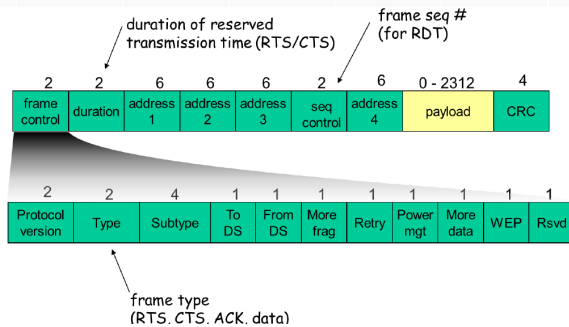 duration of reserved
transmission time (RTS/CTS)
frame seq #
(for RDT)
2 2 6 6 6 2 6 0 - 2312 4
frame
control
duration
address
1
address
2
address
3
seq
control
address
4
payload
CRC
2 2 4 1 1 1 1 1 1 1 1
Protocol
version
Type
Subtype
To
DS
From
DS
More
frag
Retry
Power
mgt
More
data
WEP
Rsvd
frame type
(RTS, CTS, ACK, data)